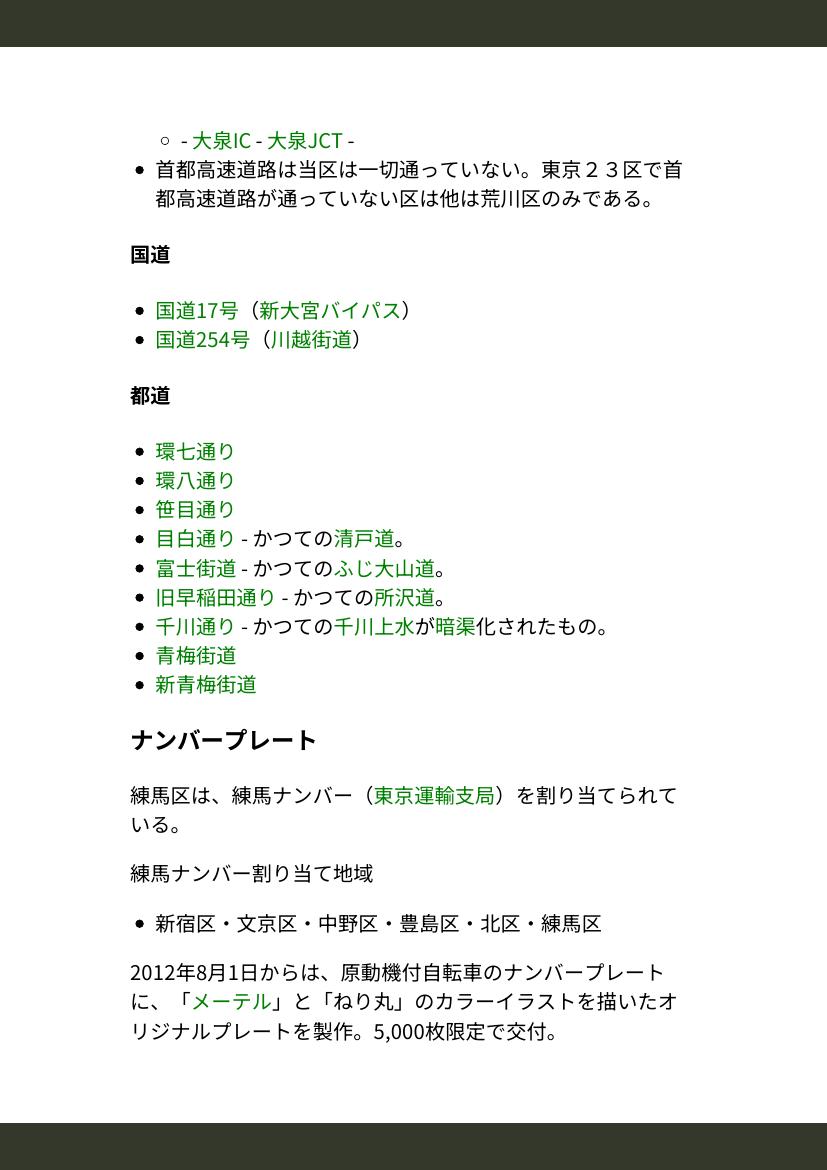 - 大泉IC - 大泉JCT -
首都高速道路は当区は一切通っていない。東京２３区で首
都高速道路が通っていない区は他は荒川区のみである。
国道
国道17号（新大宮バイパス）
国道254号（川越街道）
都道
環七通り
環八通り
笹目通り
目白通り - かつての清戸道。
富士街道 - かつてのふじ大山道。
旧早稲田通り - かつての所沢道。
千川通り - かつての千川上水が暗渠化されたもの。
青梅街道
新青梅街道
ナンバープレート
練馬区は、練馬ナンバー（東京運輸支局）を割り当てられて
いる。
練馬ナンバー割り当て地域
新宿区・文京区・中野区・豊島区・北区・練馬区
2012年8月1日からは、原動機付自転車のナンバープレート
に、「メーテル」と「ねり丸」のカラーイラストを描いたオ
リジナルプレートを製作。5,000枚限定で交付。